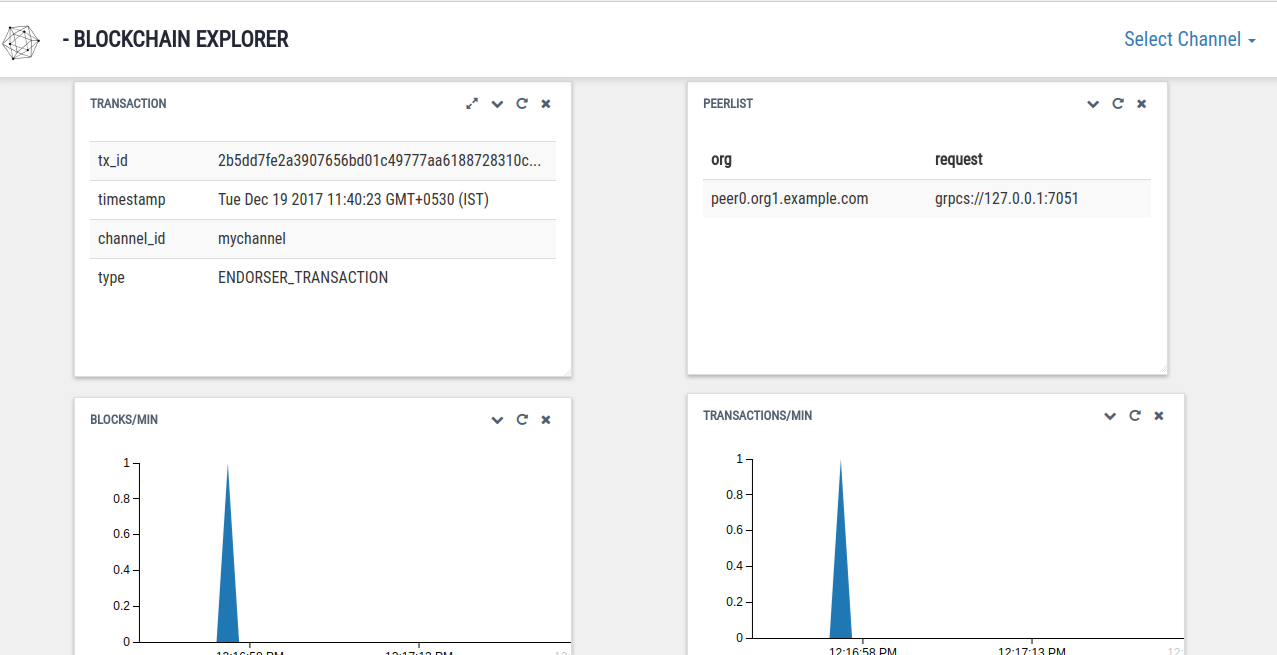 - BLOCKCHAIN EXPLORER
Select Channel
TRANSACTION
tx_id 2b5dd7fe2a3907656bd01c49777aa6188728310c...
timestamp Tue Dec 19 2017 11:40:23 GMT+0530 (IST)
channel_id mychannel
type ENDORSER_TRANSACTION
PEERLIST
org request
peer0.org1.example.com grpcs://127.0.0.1:7051
BLOCKS/MIN
1
0.8
0.6
0.4
0.2
0
12:16:58 PM 12:17:13 PM 12:
TRANSACTIONS/MIN
1
0.8
0.6
0.4
0.2
0
12:16:58 PM 12:17:13 PM 12: